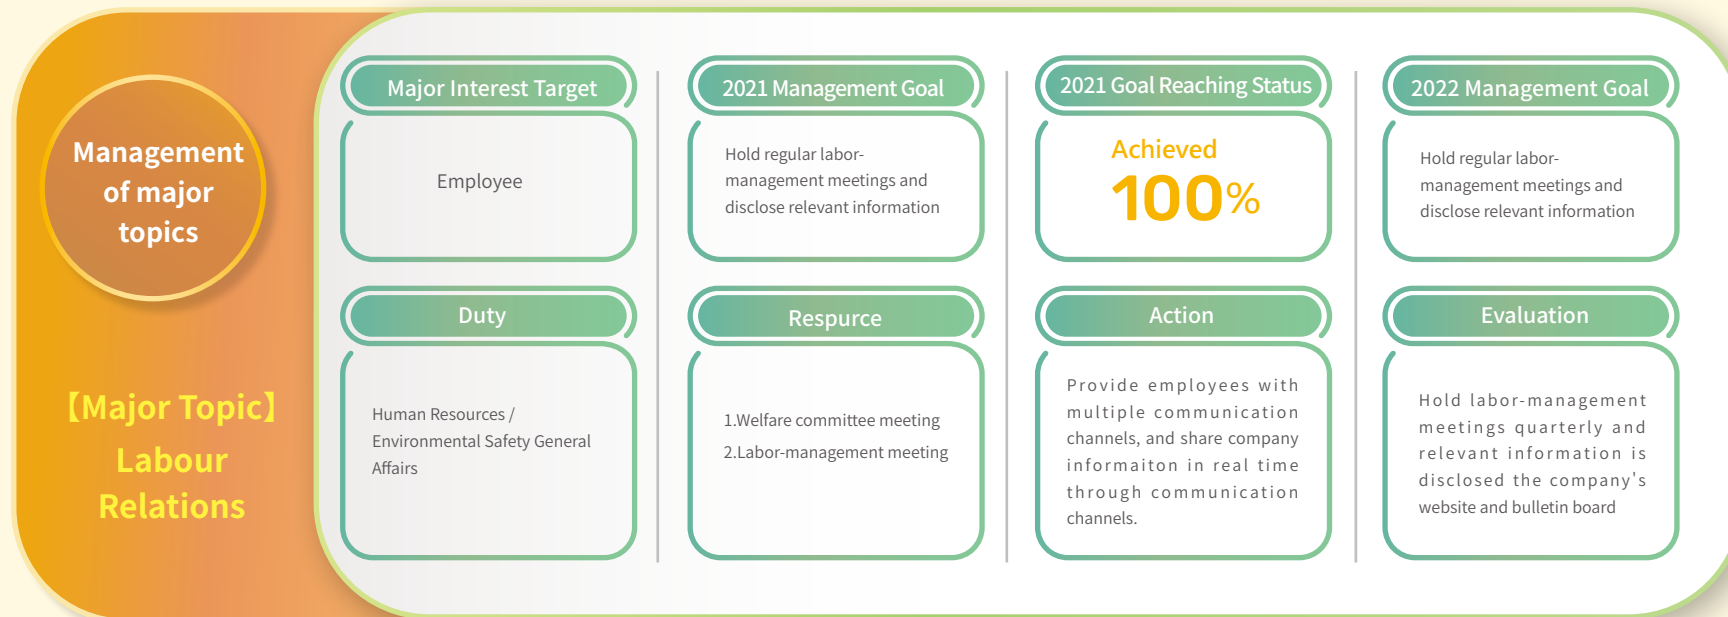 Management
of major
topics
【Major Topic】
Labour
Relations
Major Interest Target
Employee
2021 Management Goal
Hold regular labor-
management meetings and
disclose relevant information
2021 Goal Reaching Status
Achieved
100%
2022 Management Goal
Hold regular labor-
management meetings and
disclose relevant information
Duty
Human Resources /
Environmental Safety General
Affairs
Respurce
1.Welfare committee meeting
2.Labor-management meeting
Action
Provide employees with
multiple communication
channels, and share company
informaiton in real time
through communication
channels.
Evaluation
Hold labor-management
meetings quarterly and
relevant information is
disclosed the company's
website and bulletin board